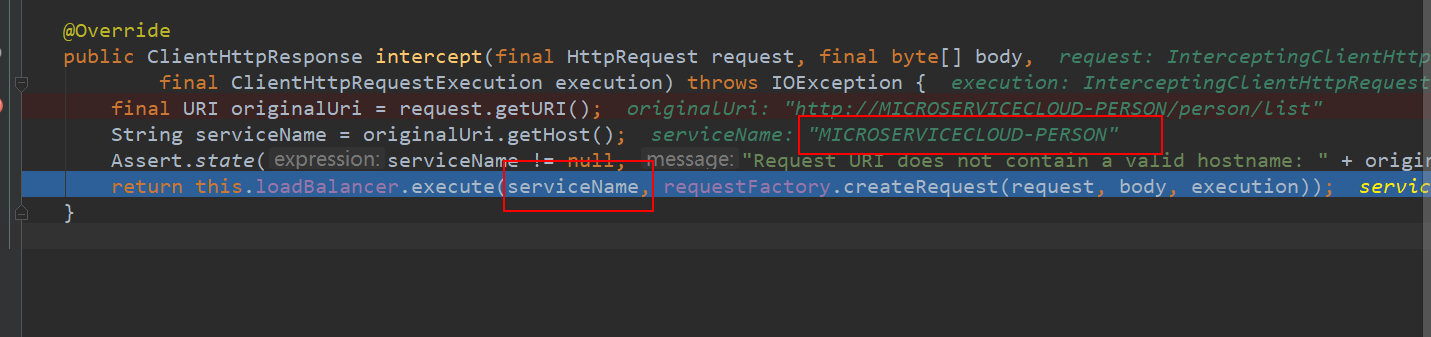 @Override
public ClientHttpResponse intercept(final HttpRequest request, final byte[] body, request: InterceptingClientHttp
final ClientHttpRequestExecution execution) throws IOException { execution: InterceptingClientHttpRequest
final URI originalUri = request.getURI(); originalUri: "http://MICROSERVICECLOUD-PERSON/person/list"
String serviceName = originalUri.getHost(); serviceName: "MICROSERVICECLOUD-PERSON"
Assert.state( expression: serviceName != null, message: "Request URI does not contain a valid hostname: " + origin
return this.loadBalancer.execute(serviceName, requestFactory.createRequest(request, body, execution)); servic
}